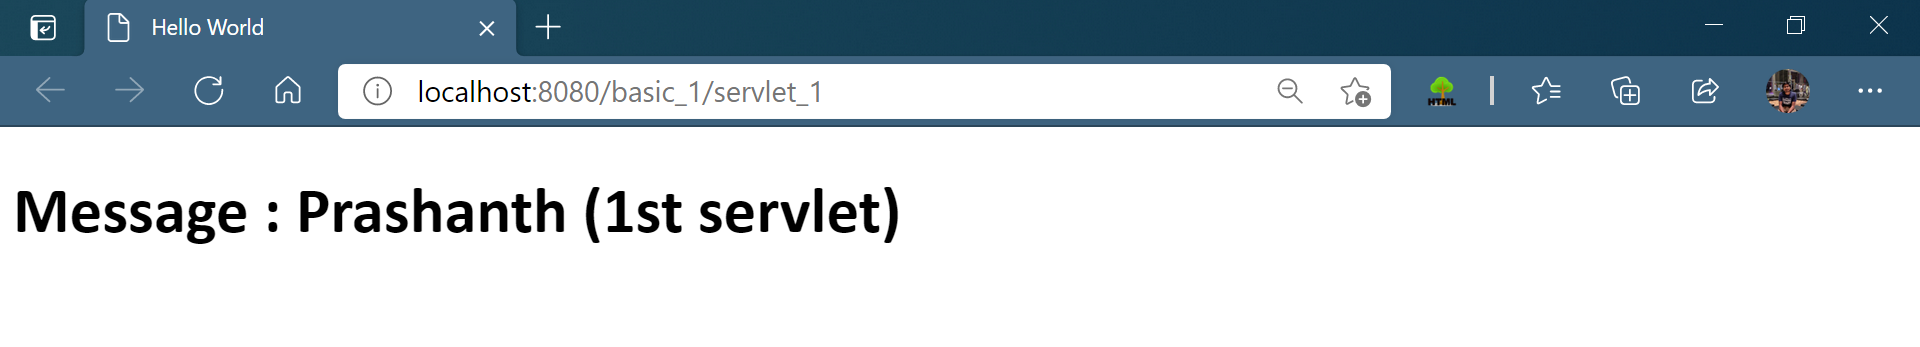 Hello World
localhost:8080/basic_1/servlet_1
HTML
Message : Prashanth (1st servlet)